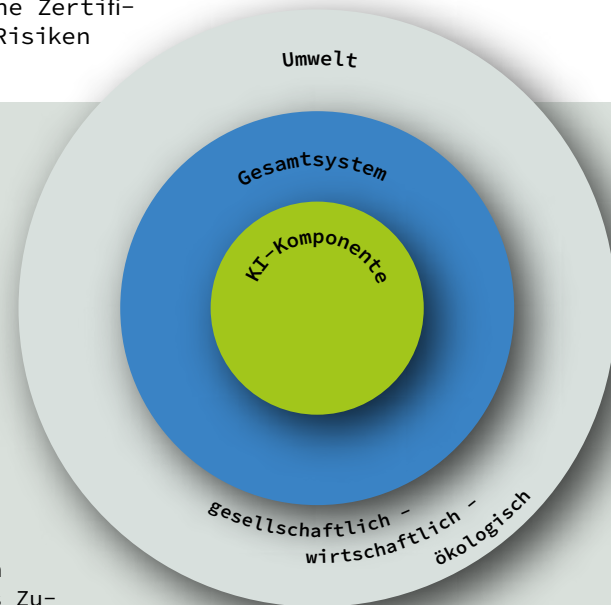 ne Zertifi-
Risiken
Umwelt
Gesamtsystem
KI-Komponente
gesellschaftlich –
wirtschaftlich –
ökologisch
Zu-